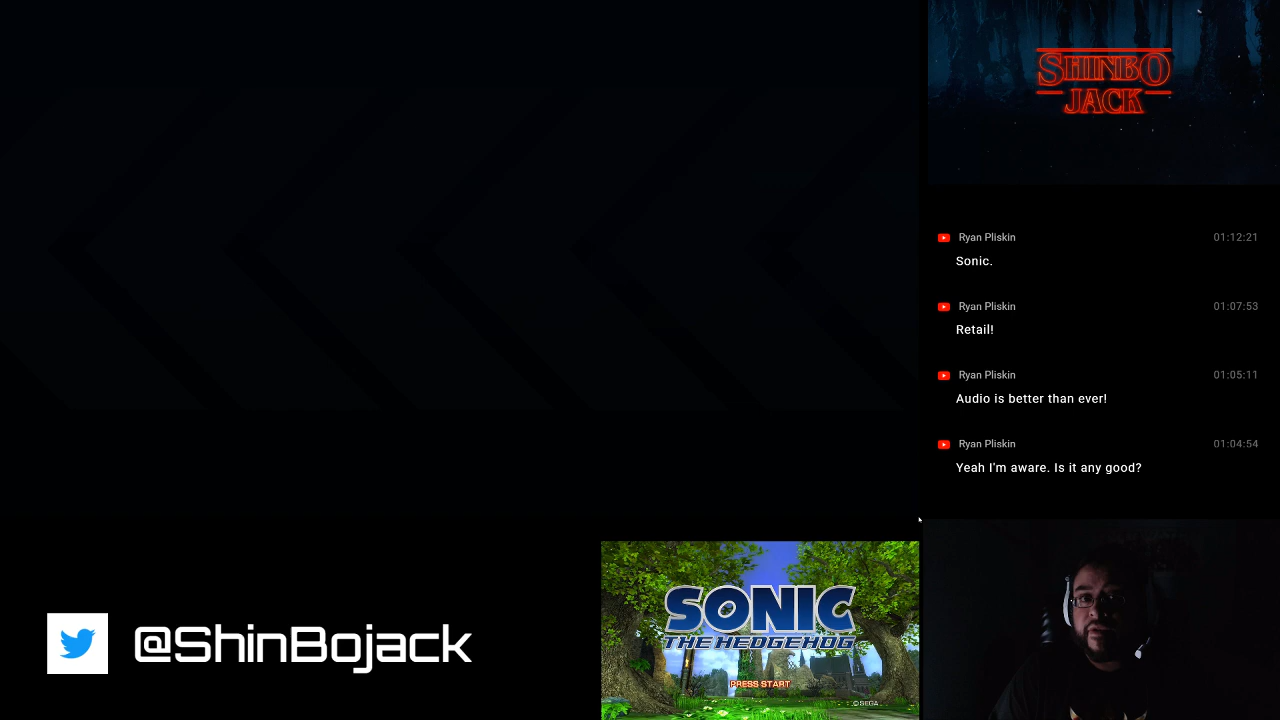 SHINBO
JACK
Ryan Pliskin 01:12:21
Sonic.
Ryan Pliskin 01:07:53
Retail!
Ryan Pliskin 01:05:11
Audio is better than ever!
Ryan Pliskin 01:04:54
Yeah I'm aware. Is it any good?
@ShinBojack
SONIC
THE HEDGEHOG
PRESS START
©SEGA